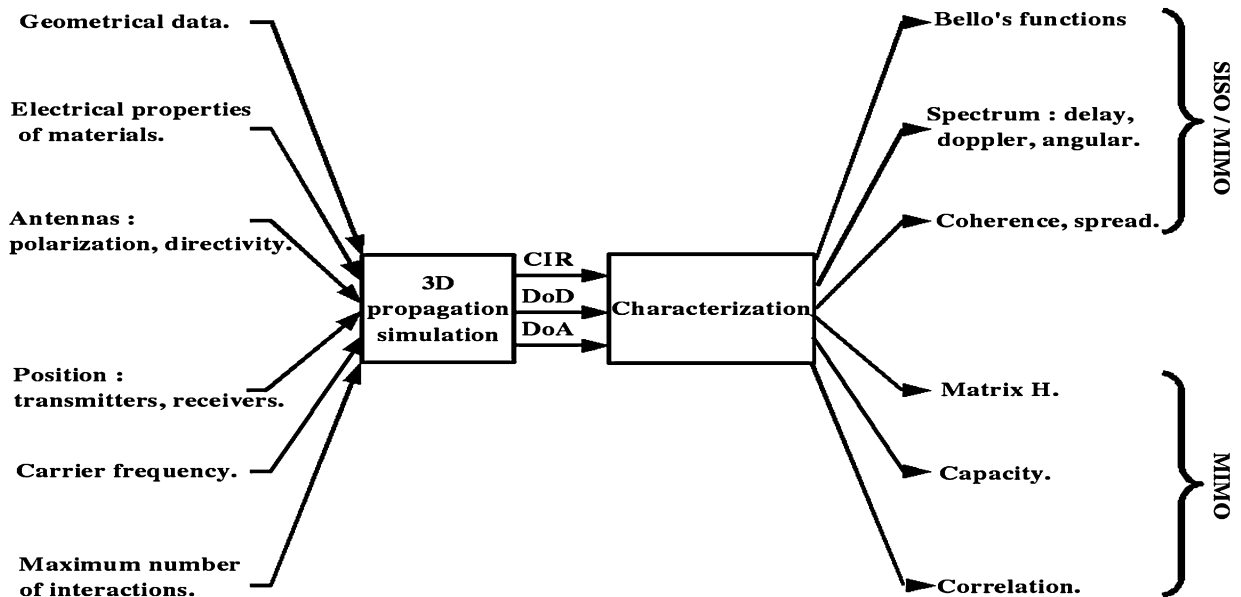 Geometrical data.
Electrical properties
of materials.
Antennas :
polarization, directivity.
Position :
transmitters, receivers.
Carrier frequency.
Maximum number
of interactions.
3D
propagation
simulation
CIR
DoD
DoA
Characterization
Bello's functions
Spectrum : delay,
doppler, angular.
Coherence, spread.
Matrix H.
Capacity.
Correlation.
SISO / MIMO
MIMO